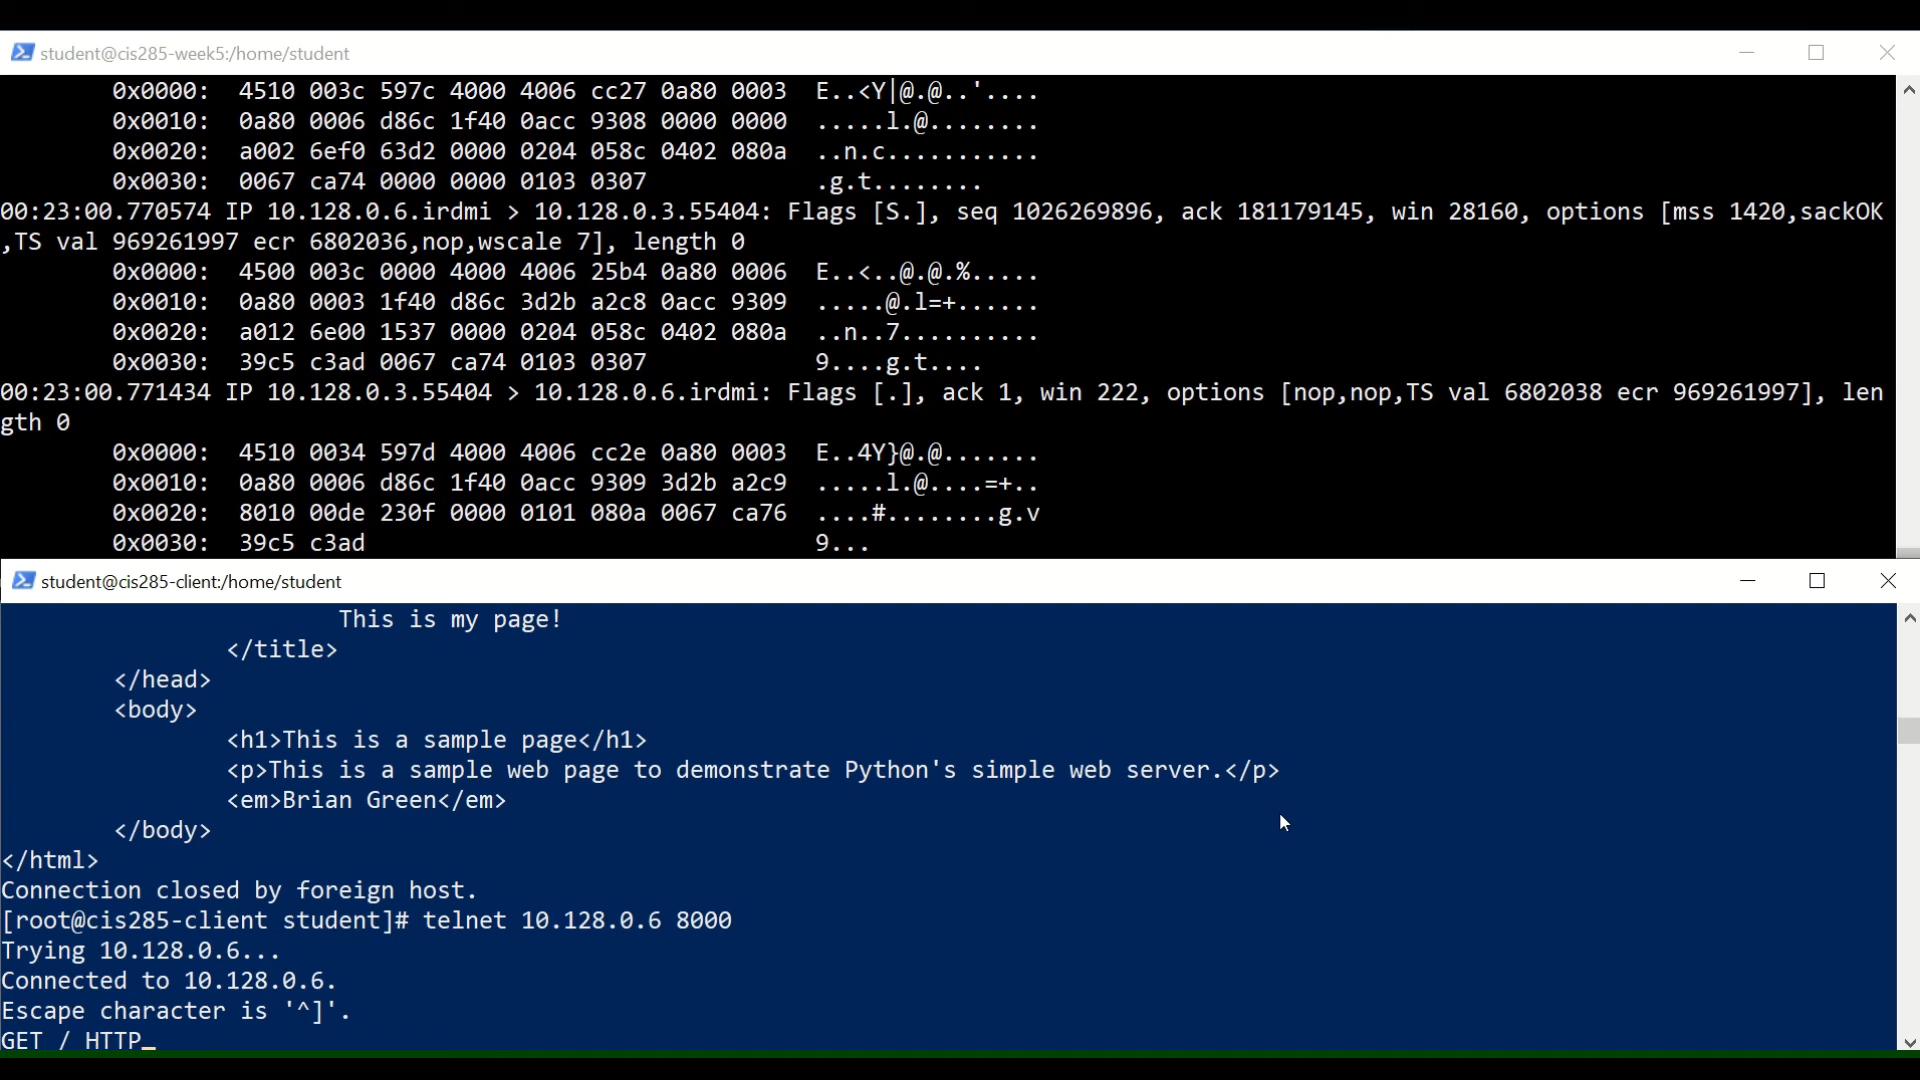 student@cis285-week5:/home/student
0x0000:  4510 003c 597c 4000 4006 cc27 0a80 0003  E..<Y|@.@..'....
0x0010:  0a80 0006 d86c 1f40 0acc 9308 0000 0000  .....l.@........
0x0020:  a002 6ef0 63d2 0000 0204 058c 0402 080a  ..n.c...........
0x0030:  0067 ca74 0000 0000 0103 0307            .g.t........
00:23:00.770574 IP 10.128.0.6.irdmi > 10.128.0.3.55404: Flags [S.], seq 1026269896, ack 181179145, win 28160, options [mss 1420,sackOK
,TS val 969261997 ecr 6802036,nop,wscale 7], length 0
0x0000:  4500 003c 0000 4000 4006 25b4 0a80 0006  E..<..@.@.%.....
0x0010:  0a80 0003 1f40 d86c 3d2b a2c8 0acc 9309  .....@.l=+......
0x0020:  a012 6e00 1537 0000 0204 058c 0402 080a  ..n..7..........
0x0030:  39c5 c3ad 0067 ca74 0103 0307            9....g.t....
00:23:00.771434 IP 10.128.0.3.55404 > 10.128.0.6.irdmi: Flags [.], ack 1, win 222, options [nop,nop,TS val 6802038 ecr 969261997], len
gth 0
0x0000:  4510 0034 597d 4000 4006 cc2e 0a80 0003  E..4Y}@.@.......
0x0010:  0a80 0006 d86c 1f40 0acc 9309 3d2b a2c9  .....l.@....=+..
0x0020:  8010 00de 230f 0000 0101 080a 0067 ca76  ....#........g.v
0x0030:  39c5 c3ad                                9...
student@cis285-client:/home/student
This is my page!
</title>
</head>
<body>
<h1>This is a sample page</h1>
<p>This is a sample web page to demonstrate Python's simple web server.</p>
<em>Brian Green</em>
</body>
</html>
Connection closed by foreign host.
[root@cis285-client student]# telnet 10.128.0.6 8000
Trying 10.128.0.6...
Connected to 10.128.0.6.
Escape character is '^]'.
GET / HTTP_